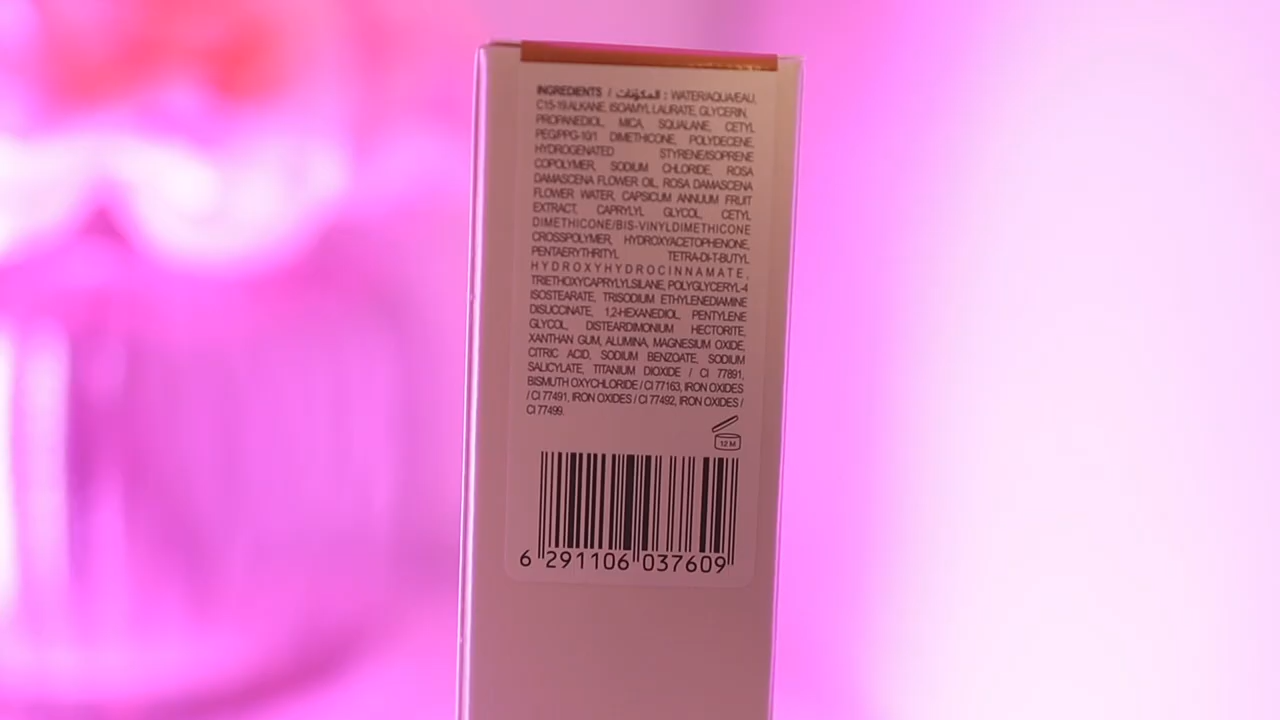 INGREDIENTS / المكونات : WATER/AQUA/EAU,
C15-19 ALKANE, ISOAMYL LAURATE, GLYCERIN,
PROPANEDIOL, MICA, SQUALANE, CETYL
PEG/PPG-10/1 DIMETHICONE, POLYDECENE,
HYDROGENATED STYRENE/ISOPRENE
COPOLYMER, SODIUM CHLORIDE, ROSA
DAMASCENA FLOWER OIL, ROSA DAMASCENA
FLOWER WATER, CAPSICUM ANNUUM FRUIT
EXTRACT, CAPRYLYL GLYCOL, CETYL
DIMETHICONE/BIS-VINYLDIMETHICONE
CROSSPOLYMER, HYDROXYACETOPHENONE,
PENTAERYTHRITYL TETRA-DI-T-BUTYL
HYDROXYHYDROCINNAMATE,
TRIETHOXYCAPRYLYLSILANE, POLYGLYCERYL-4
ISOSTEARATE, TRISODIUM ETHYLENEDIAMINE
DISUCCINATE, 1,2-HEXANEDIOL, PENTYLENE
GLYCOL, DISTEARDIMONIUM HECTORITE,
XANTHAN GUM, ALUMINA, MAGNESIUM OXIDE,
CITRIC ACID, SODIUM BENZOATE, SODIUM
SALICYLATE, TITANIUM DIOXIDE / CI 77891,
BISMUTH OXYCHLORIDE / CI 77163, IRON OXIDES
/ CI 77491, IRON OXIDES / CI 77492, IRON OXIDES /
CI 77499.
12 M
6 291106 037609